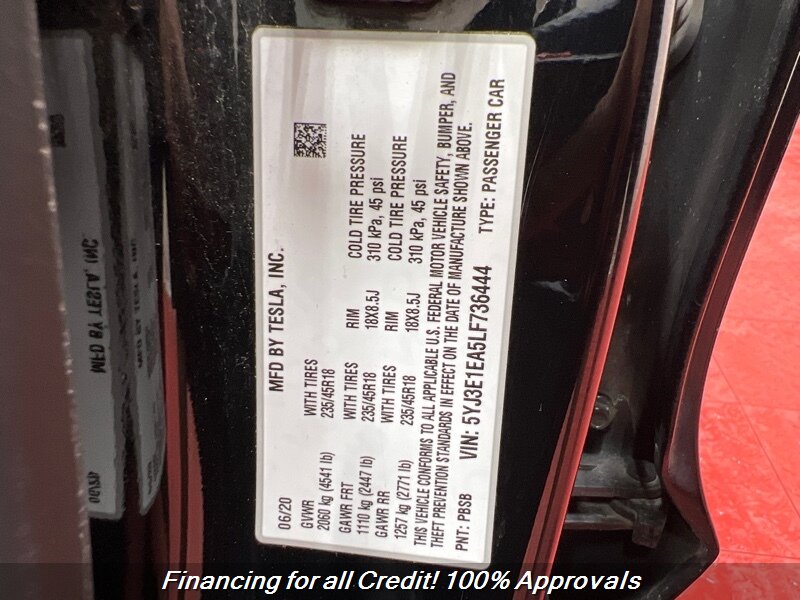 MFD BY TESLA, INC.
06/20
GVWR WITH TIRES RIM COLD TIRE PRESSURE
2060 kg (4541 lb) 235/45R18 18X8.5J 310 kPa, 45 psi
GAWR FRT WITH TIRES RIM COLD TIRE PRESSURE
1110 kg (2447 lb) 235/45R18 18X8.5J 310 kPa, 45 psi
GAWR RR WITH TIRES
1257 kg (2771 lb) 235/45R18
THIS VEHICLE CONFORMS TO ALL APPLICABLE U.S. FEDERAL MOTOR VEHICLE SAFETY, BUMPER, AND
THEFT PREVENTION STANDARDS IN EFFECT ON THE DATE OF MANUFACTURE SHOWN ABOVE.
PNT: PBSB VIN: 5YJ3E1EA5LF736444 TYPE: PASSENGER CAR
Financing for all Credit! 100% Approvals